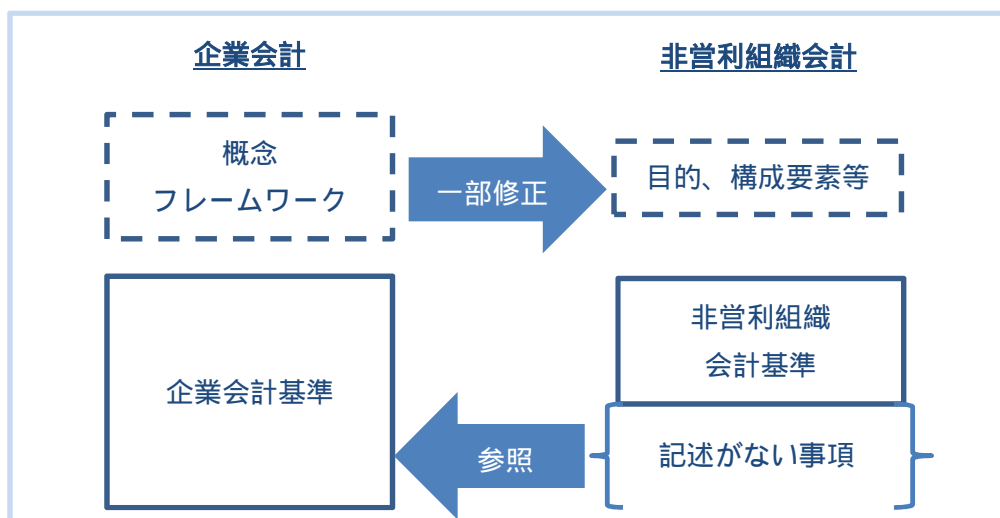 企業会計
非営利組織会計
概念
フレームワーク
一部修正
目的、構成要素等
企業会計基準
非営利組織
会計基準
参照
記述がない事項